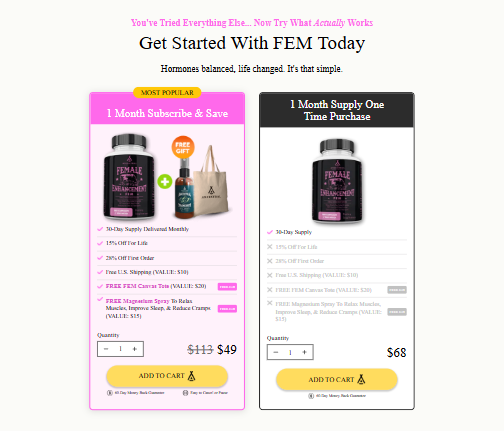 You've Tried Everything Else... Now Try What Actually Works
Get Started With FEM Today
Hormones balanced, life changed. It's that simple.
MOST POPULAR
1 Month Subscribe & Save
FREE
GIFT
FEMALE
ENHANCEMENT
30-Day Supply Delivered Monthly
15% Off For Life
28% Off First Order
Free U.S. Shipping (VALUE: $10)
FREE FEM Canvas Tote (VALUE: $20)
FREE Magnesium Spray To Relax
Muscles, Improve Sleep, & Reduce Cramps
(VALUE: $15)
Quantity
− 1 +
$113 $49
ADD TO CART
60 Day Money Back Guarantee
Easy to Cancel or Pause
1 Month Supply One
Time Purchase
FEMALE
ENHANCEMENT
30-Day Supply
15% Off For Life
28% Off First Order
Free U.S. Shipping (VALUE: $10)
FREE FEM Canvas Tote (VALUE: $20)
FREE Magnesium Spray To Relax Muscles,
Improve Sleep, & Reduce Cramps (VALUE:
$15)
Quantity
− 1 +
$68
ADD TO CART
60 Day Money Back Guarantee